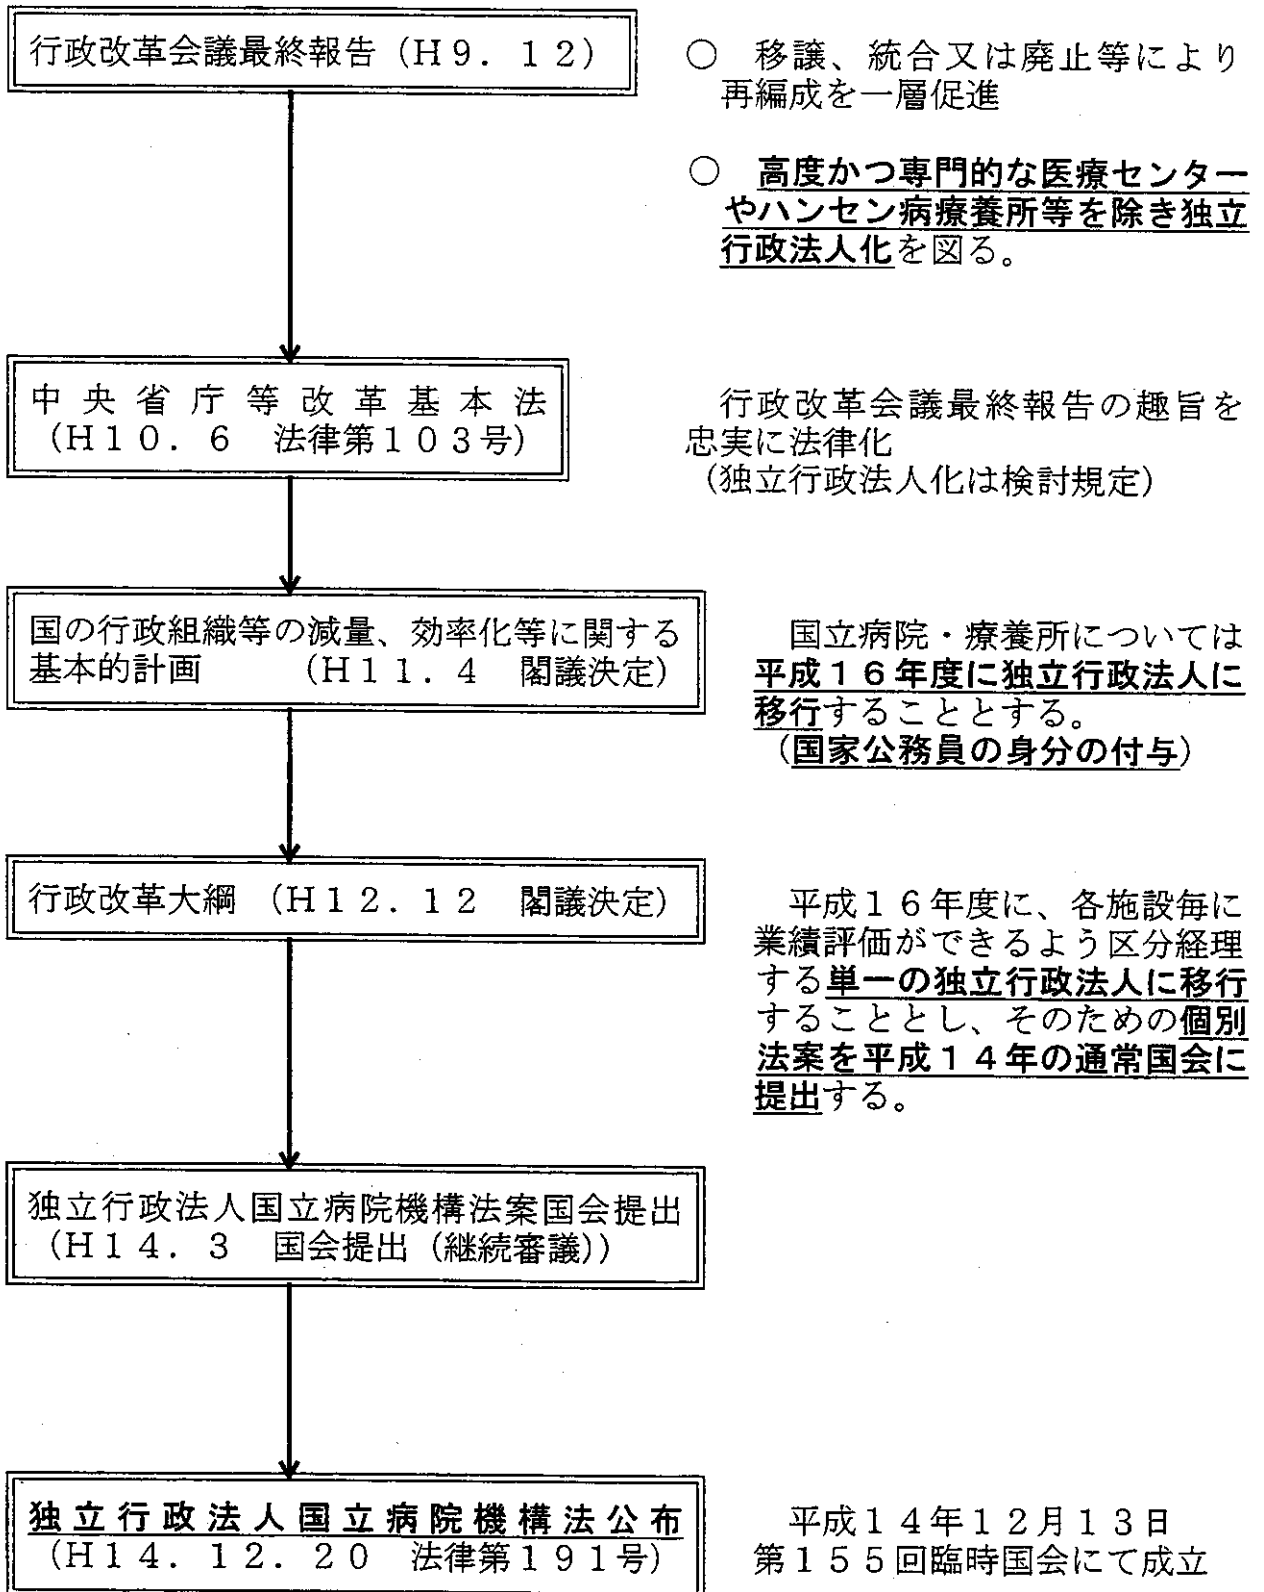 行政改革会議最終報告（H9．12）
○　移譲、統合又は廃止等により
再編成を一層促進
○　高度かつ専門的な医療センター
やハンセン病療養所等を除き独立
行政法人化を図る。
中央省庁等改革基本法
（H10．6　法律第103号）
行政改革会議最終報告の趣旨を
忠実に法律化
（独立行政法人化は検討規定）
国の行政組織等の減量、効率化等に関する
基本的計画　　　（H11．4　閣議決定）
国立病院・療養所については
平成16年度に独立行政法人に
移行することとする。
（国家公務員の身分の付与）
行政改革大綱　（H12．12　閣議決定）
平成16年度に、各施設毎に
業績評価ができるよう区分経理
する単一の独立行政法人に移行
することとし、そのための個別
法案を平成14年の通常国会に
提出する。
独立行政法人国立病院機構法案国会提出
（H14．3　国会提出（継続審議））
独立行政法人国立病院機構法公布
（H14．12．20　法律第191号）
平成14年12月13日
第155回臨時国会にて成立